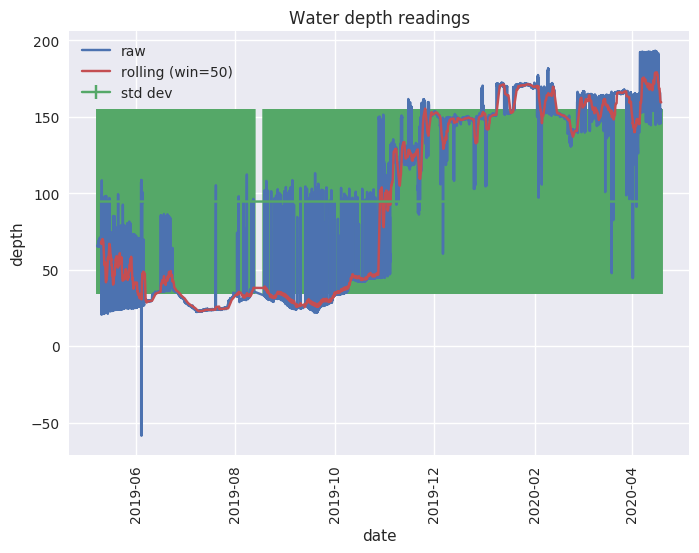 Water depth readings
raw
rolling (win=50)
std dev
200
150
100
50
0
−50
depth
2019-06
2019-08
2019-10
2019-12
2020-02
2020-04
date